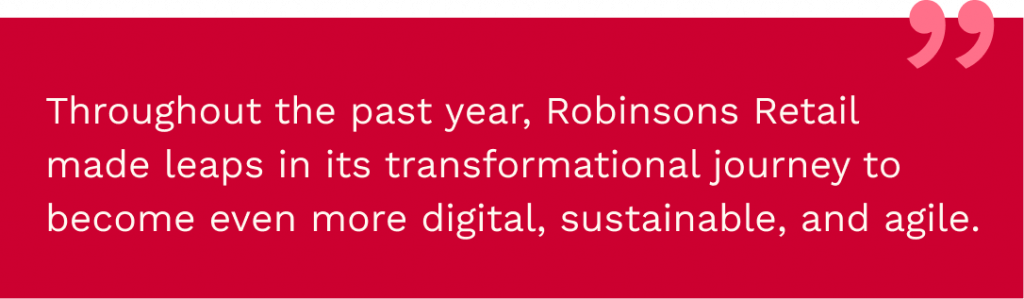 Throughout the past year, Robinsons Retail
made leaps in its transformational journey to
become even more digital, sustainable, and agile.